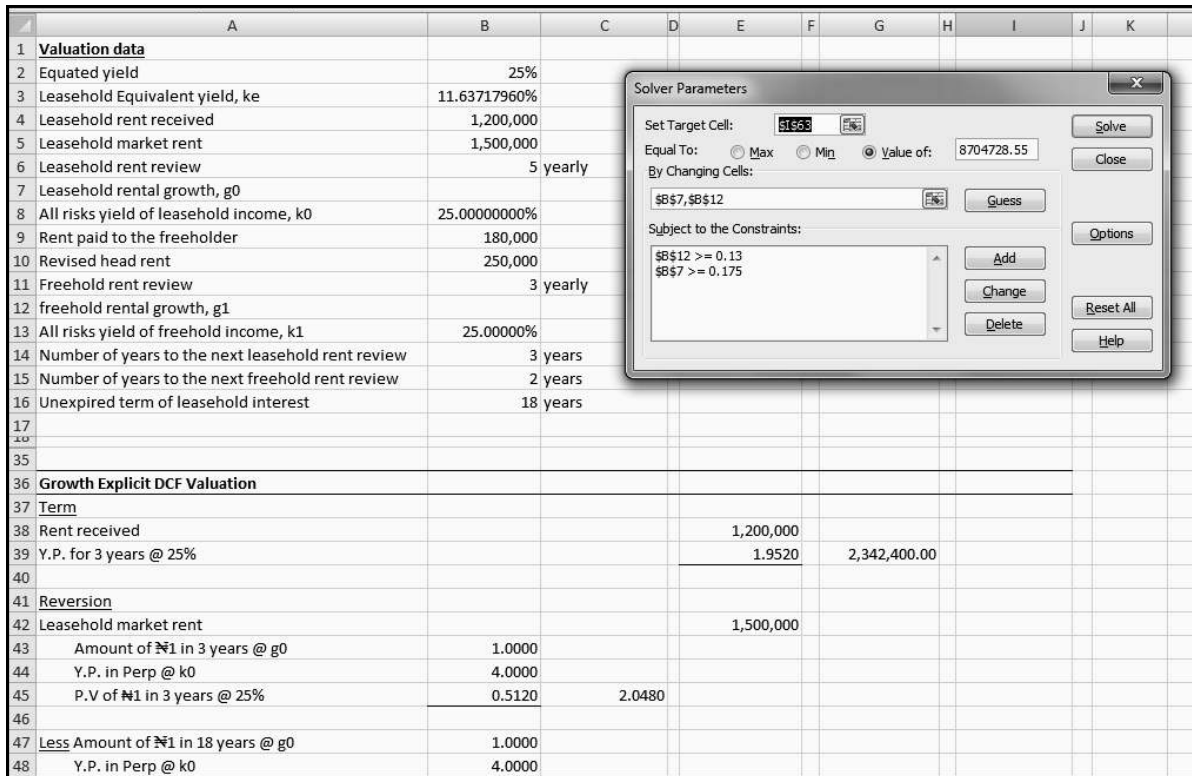 A B C D E F G H I J K
1 Valuation data
2 Equated yield 25%
3 Leasehold Equivalent yield, ke 11.63717960%
4 Leasehold rent received 1,200,000
5 Leasehold market rent 1,500,000
6 Leasehold rent review 5 yearly
7 Leasehold rental growth, g0
8 All risks yield of leasehold income, k0 25.00000000%
9 Rent paid to the freeholder 180,000
10 Revised head rent 250,000
11 Freehold rent review 3 yearly
12 freehold rental growth, g1
13 All risks yield of freehold income, k1 25.00000%
14 Number of years to the next leasehold rent review 3 years
15 Number of years to the next freehold rent review 2 years
16 Unexpired term of leasehold interest 18 years
17
35
36 Growth Explicit DCF Valuation
37 Term
38 Rent received 1,200,000
39 Y.P. for 3 years @ 25% 1.9520 2,342,400.00
40
41 Reversion
42 Leasehold market rent 1,500,000
43 Amount of ₦1 in 3 years @ g0 1.0000
44 Y.P. in Perp @ k0 4.0000
45 P.V of ₦1 in 3 years @ 25% 0.5120 2.0480
46
47 Less Amount of ₦1 in 18 years @ g0 1.0000
48 Y.P. in Perp @ k0 4.0000
Solver Parameters
Set Target Cell: $I$63 Solve
Equal To: Max Min Value of: 8704728.55 Close
By Changing Cells:
$B$7,$B$12 Guess
Subject to the Constraints: Options
$B$12 >= 0.13 Add
$B$7 >= 0.175
Change
Reset All
Delete
Help